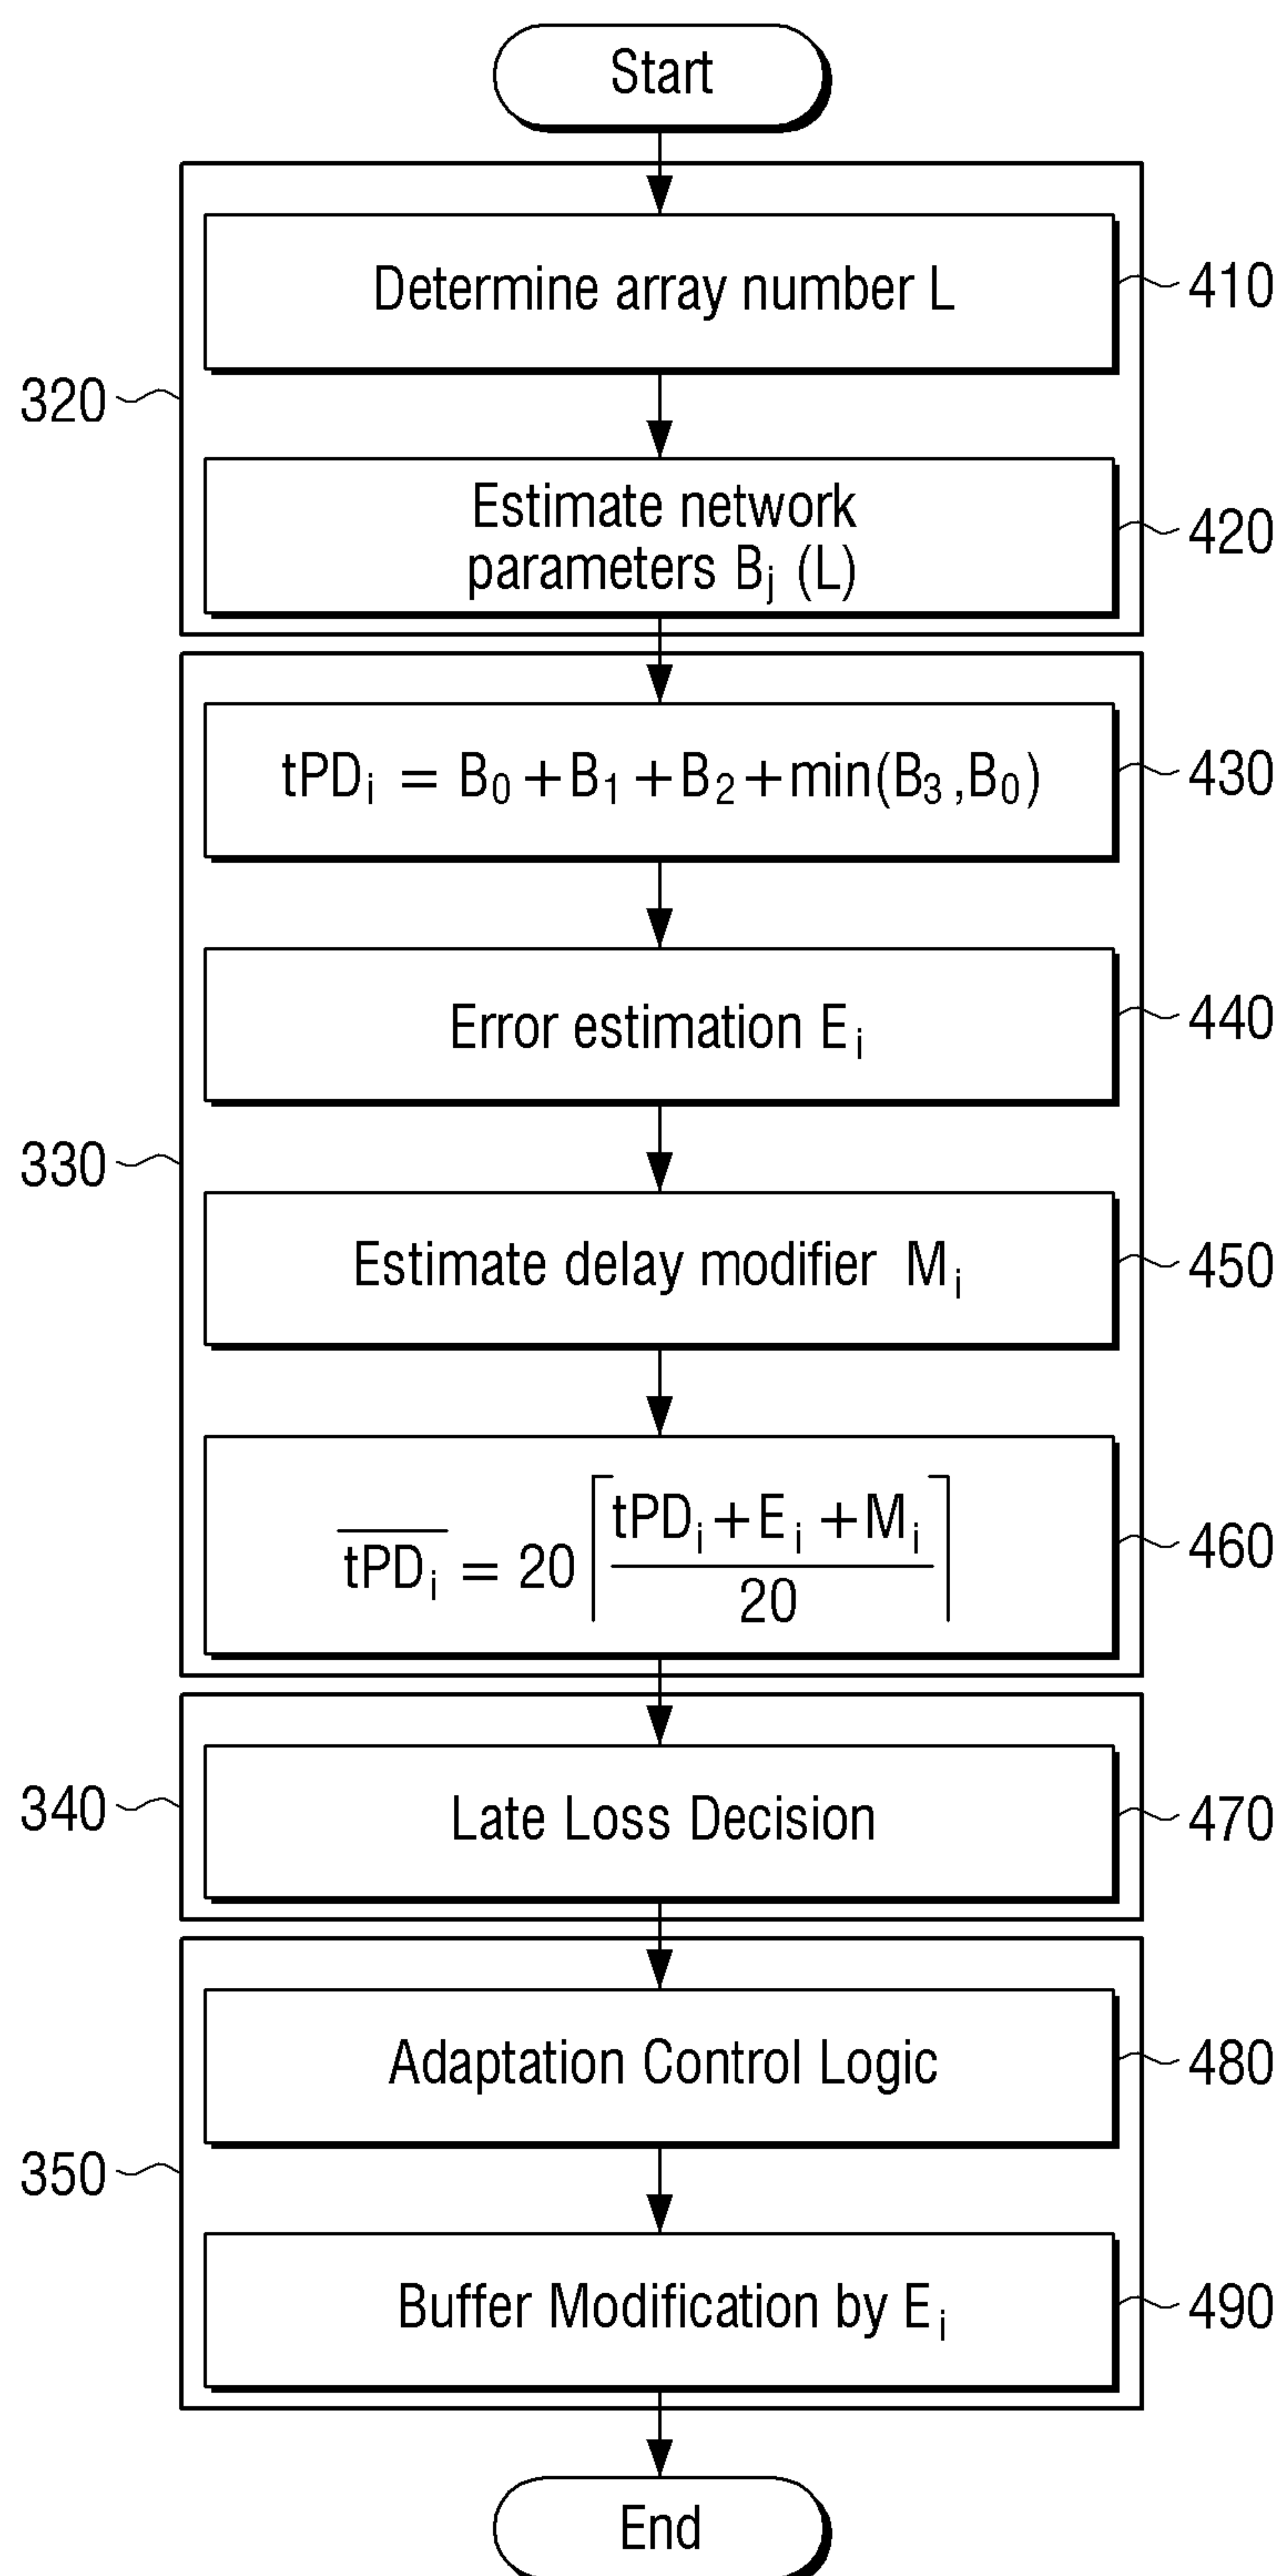 Start
Determine array number L
410
320
Estimate network
parameters Bj (L)
420
tPDi = B0+B1+B2+min(B3,B0)
430
Error estimation Ei
440
330
Estimate delay modifier Mi
450
tPDi = 20⌈(tPDi+Ei+Mi)/20⌉
460
340
Late Loss Decision
470
Adaptation Control Logic
480
350
Buffer Modification by Ei
490
End